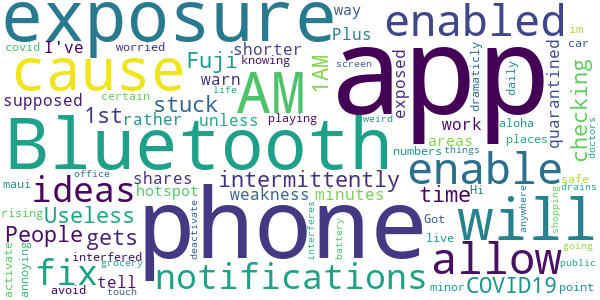 exposure
enabled
way
I've
worried
Plus
im
covid
Fuji
shorter
knowing
1AM
car
cause
AM
app
warn
screen
certain
life
exposed
dramaticly
daily
quarantined
checking
supposed
stuck
playing
doctors
1st
rather
unless
work
aloha
places
Bluetooth
areas
weird
numbers
things
enable
safe
shares
intermittently
maui
office
ideas
hotspot
weakness
minutes
time
Hi
drains
anywhere
shopping
rising
Useless
deactivate
interferes
battery
Got
will
People
gets
phone
live
going
activate
annoying
interfered
grocery
allow
public
fix
tell
notifications
COVID19
avoid
touch
minor
point